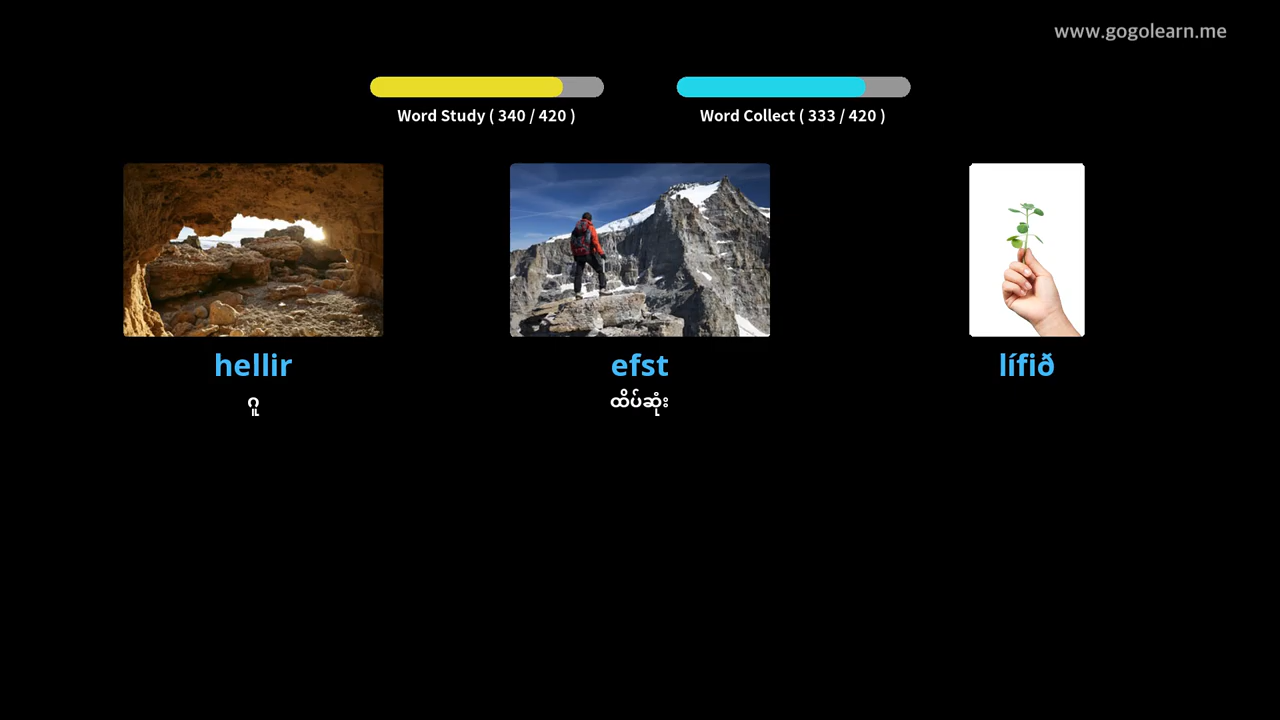 www.gogolearn.me
Word Study ( 340 / 420 )
Word Collect ( 333 / 420 )
hellir
ဂူ
efst
ထိပ်ဆုံး
lífið